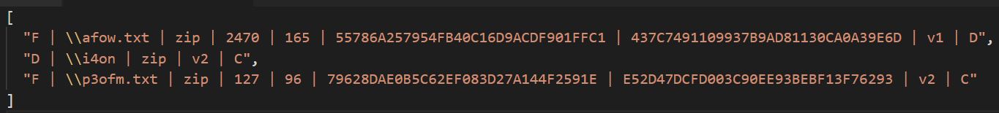 [
"F | \\afow.txt | zip | 2470 | 165 | 55786A257954FB40C16D9ACDF901FFC1 | 437C7491109937B9AD81130CA0A39E6D | v1 | D",
"D | \\i4on | zip | v2 | C",
"F | \\p3ofm.txt | zip | 127 | 96 | 79628DAE0B5C62EF083D27A144F2591E | E52D47DCFD003C90EE93BEBF13F76293 | v2 | C"
]